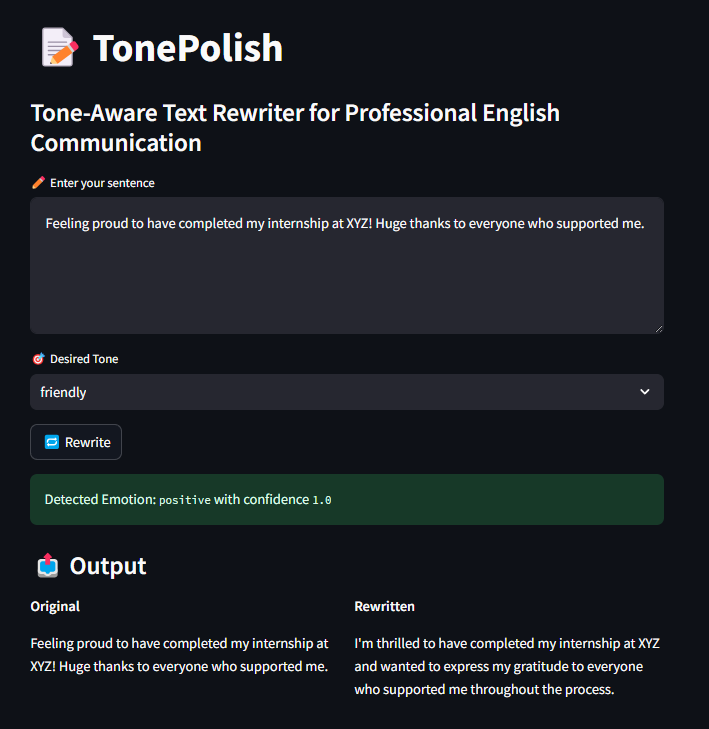 TonePolish
Tone-Aware Text Rewriter for Professional English
Communication
Enter your sentence
Feeling proud to have completed my internship at XYZ! Huge thanks to everyone who supported me.
Desired Tone
friendly
Rewrite
Detected Emotion: positive with confidence 1.0
Output
Original
Feeling proud to have completed my internship at
XYZ! Huge thanks to everyone who supported me.
Rewritten
I'm thrilled to have completed my internship at XYZ
and wanted to express my gratitude to everyone
who supported me throughout the process.